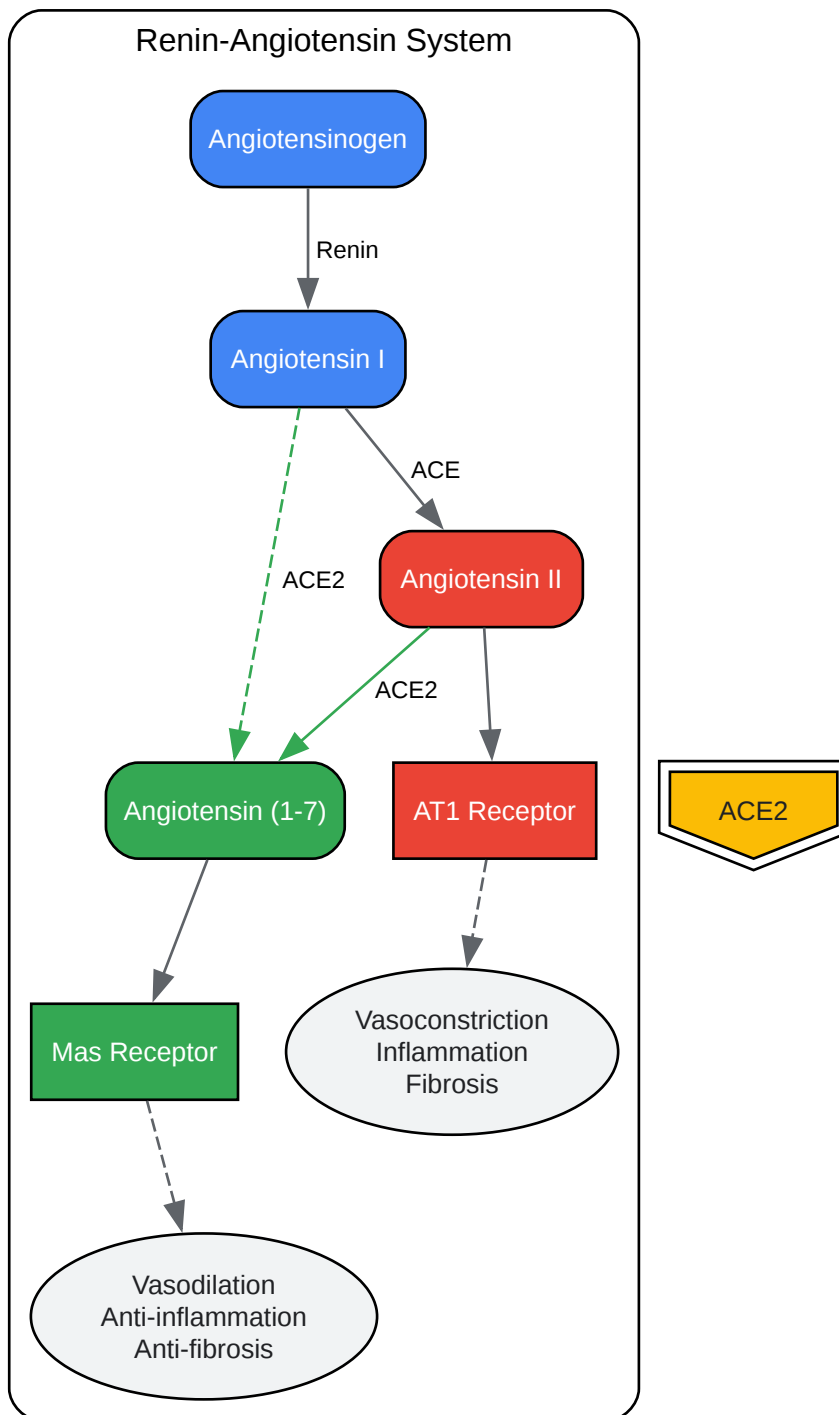 Renin-Angiotensin System
Angiotensinogen
Renin
Angiotensin I
ACE
ACE2
Angiotensin II
ACE2
Angiotensin (1-7)
AT1 Receptor
ACE2
Mas Receptor
Vasoconstriction
Inflammation
Fibrosis
Vasodilation
Anti-inflammation
Anti-fibrosis